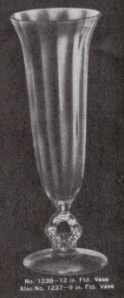 No. 1238—12 in. Ftd. Vase
Also No. 1237—9 in. Ftd. Vase